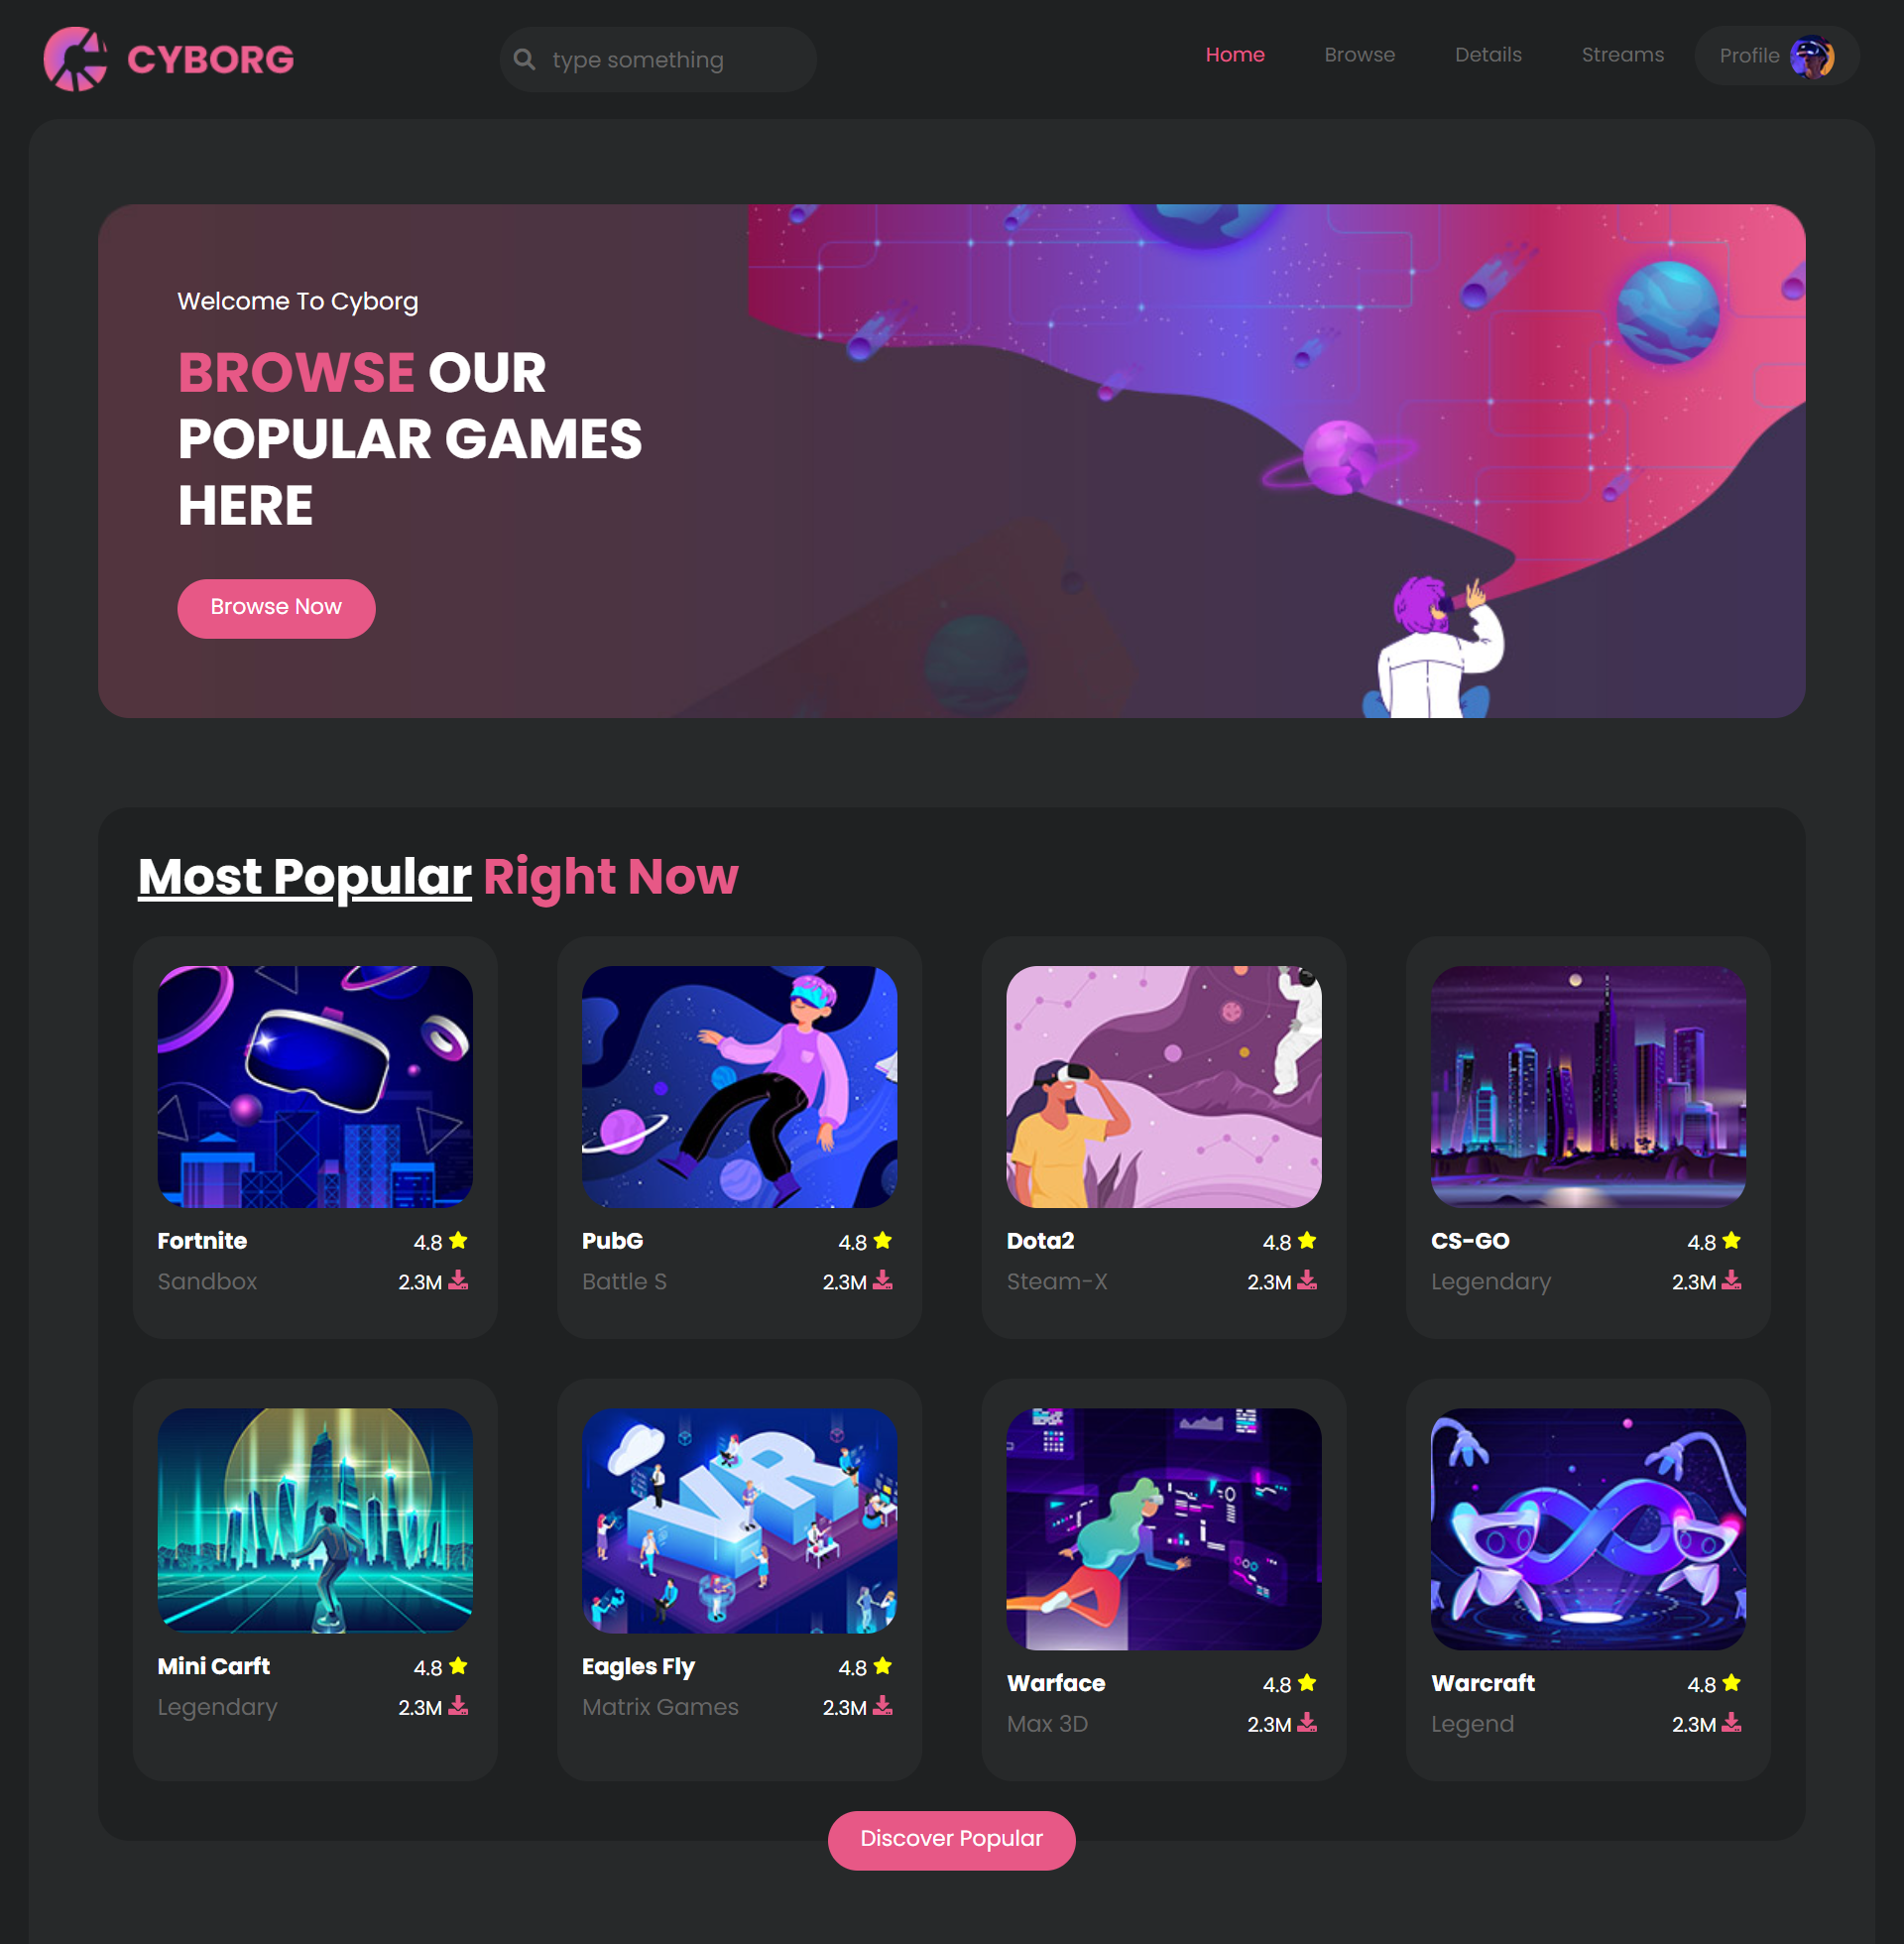 CYBORG
type something
Home
Browse
Details
Streams
Profile
Welcome To Cyborg
BROWSE OUR
POPULAR GAMES
HERE
Browse Now
Most Popular Right Now
Fortnite
4.8
Sandbox
2.3M
PubG
4.8
Battle S
2.3M
Dota2
4.8
Steam-X
2.3M
CS-GO
4.8
Legendary
2.3M
Mini Carft
4.8
Legendary
2.3M
VR
Eagles Fly
4.8
Matrix Games
2.3M
Warface
4.8
Max 3D
2.3M
Warcraft
4.8
Legend
2.3M
Discover Popular